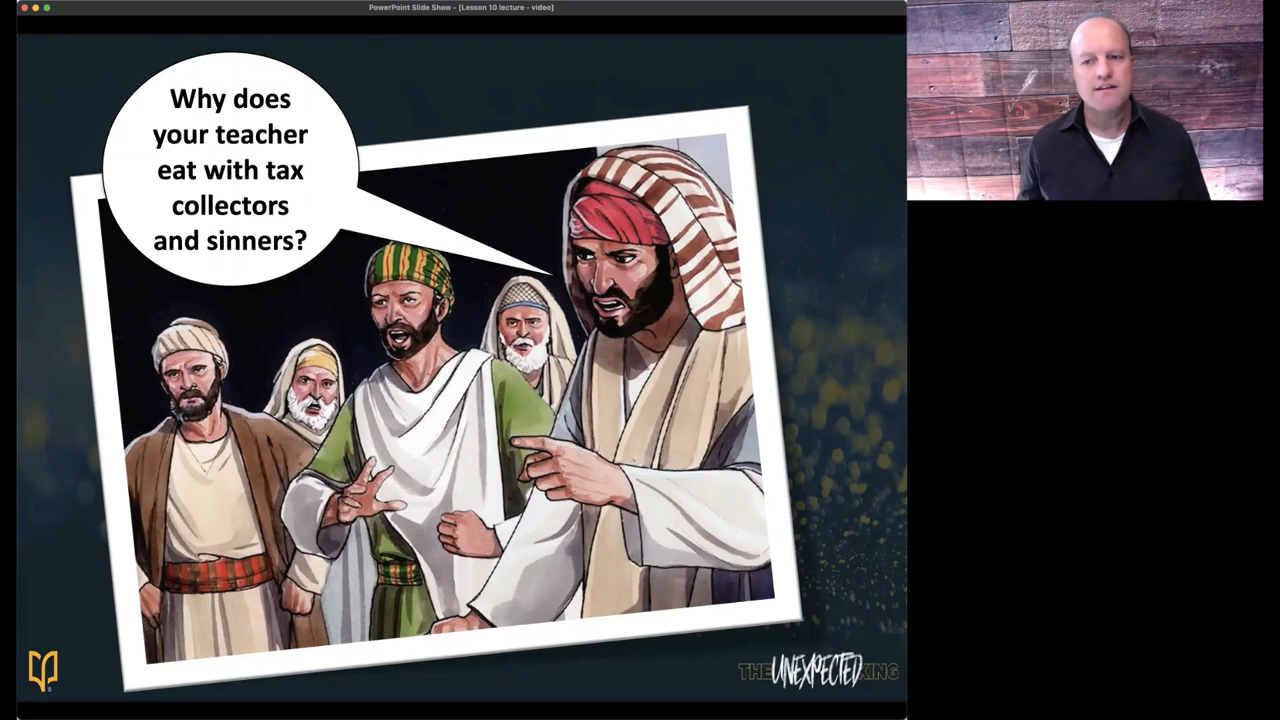 PowerPoint Slide Show - [Lesson 10 lecture - video]
Why does
your teacher
eat with tax
collectors
and sinners?
THE UNEXPECTED KING